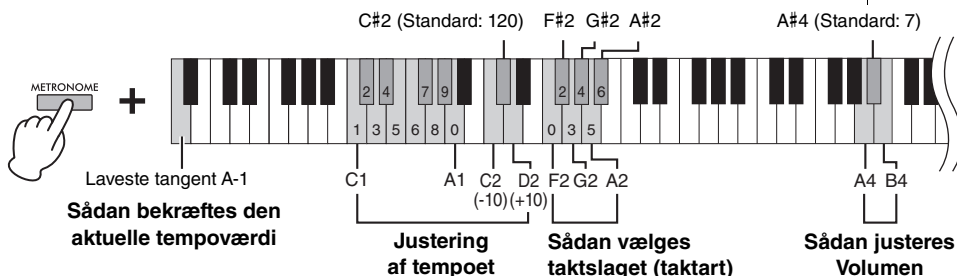 C#2 (Standard: 120) F#2 G#2 A#2 A#4 (Standard: 7)
METRONOME
2 4 7 9 2 4 6
1 3 5 6 8 0 0 3 5
Laveste tangent A-1 C1 A1 C2 D2 F2 G2 A2 A4 B4
(-10) (+10)
Sådan bekræftes den
aktuelle tempoværdi
Justering
af tempoet
Sådan vælges
taktslaget (taktart)
Sådan justeres
Volumen